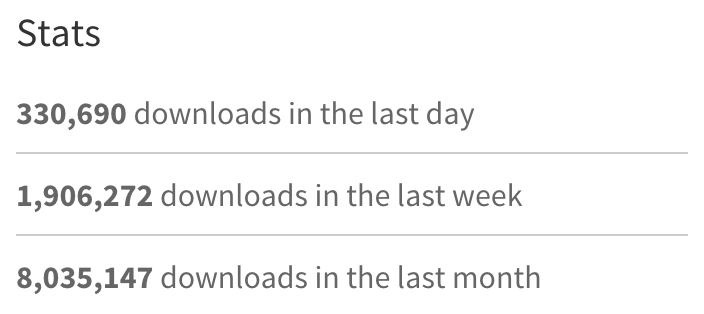 Stats
330,690 downloads in the last day
1,906,272 downloads in the last week
8,035,147 downloads in the last month